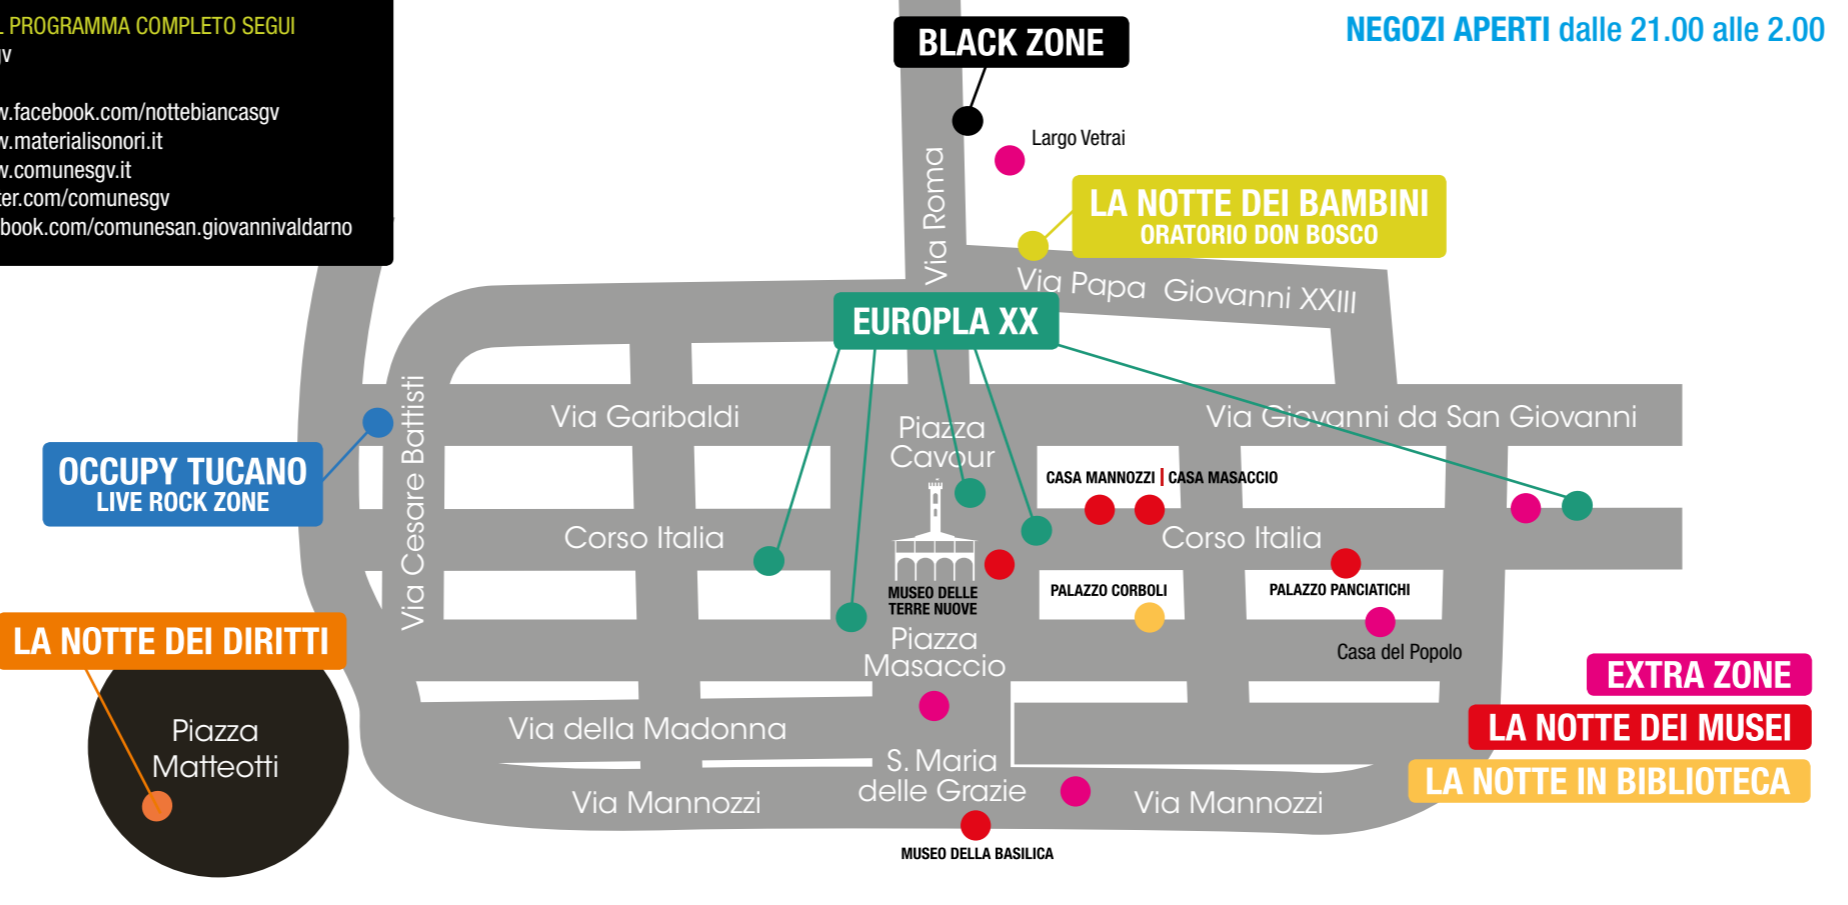 PROGRAMMA COMPLETO SEGUI
.facebook.com/nottebiancasgv
.materialisonori.it
.comunesgv.it
.com/comunesgv
.com/comunesan.giovannivaldarno
BLACK ZONE
NEGOZI APERTI dalle 21.00 alle 2.00
Largo Vetrai
Via Roma
LA NOTTE DEI BAMBINI
ORATORIO DON BOSCO
Via Papa Giovanni XXIII
EUROPLA XX
Via Cesare Battisti
Via Garibaldi
Piazza
Cavour
Via Giovanni da San Giovanni
OCCUPY TUCANO
LIVE ROCK ZONE
CASA MANNOZZI | CASA MASACCIO
Corso Italia
Corso Italia
MUSEO DELLE
TERRE NUOVE
PALAZZO CORBOLI
PALAZZO PANCIATICHI
LA NOTTE DEI DIRITTI
Piazza
Masaccio
Casa del Popolo
EXTRA ZONE
Piazza
Matteotti
Via della Madonna
LA NOTTE DEI MUSEI
S. Maria
delle Grazie
LA NOTTE IN BIBLIOTECA
Via Mannozzi
Via Mannozzi
MUSEO DELLA BASILICA